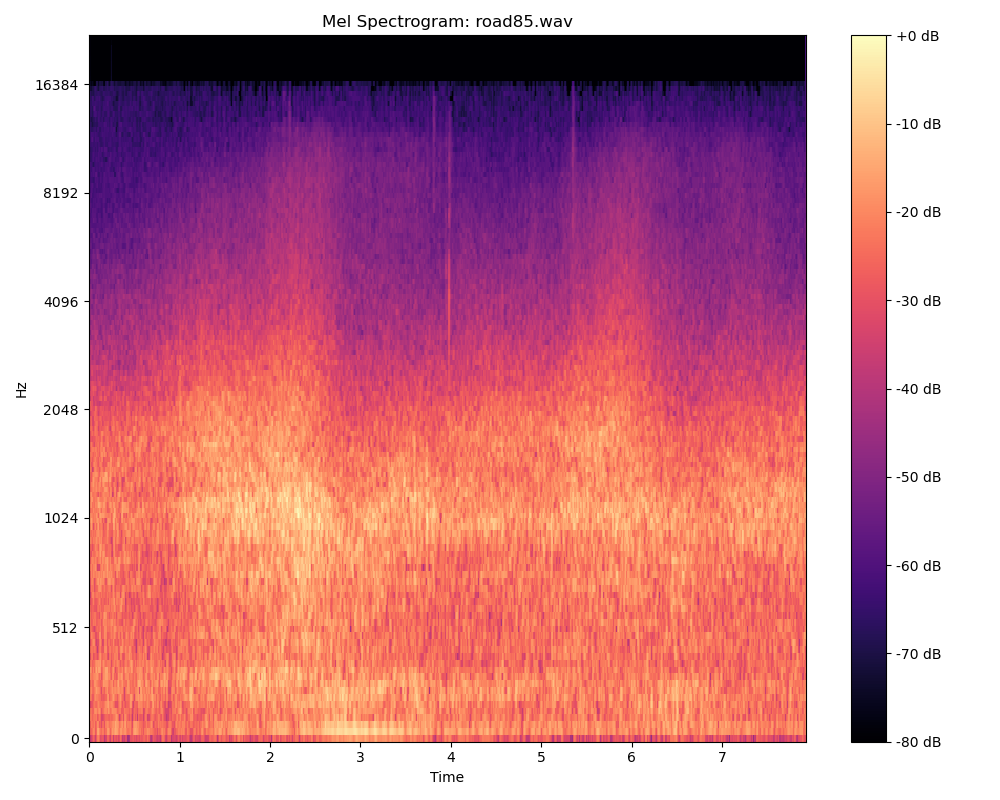 Mel Spectrogram: road85.wav
Hz
16384
8192
4096
2048
1024
512
0
0 1 2 3 4 5 6 7
Time
+0 dB
-10 dB
-20 dB
-30 dB
-40 dB
-50 dB
-60 dB
-70 dB
-80 dB